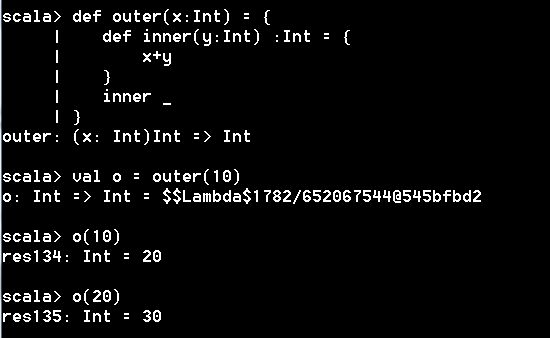 scala> def outer(x:Int) = {
     |     def inner(y:Int) :Int = {
     |         x+y
     |     }
     |     inner _
     | }
outer: (x: Int)Int => Int
scala> val o = outer(10)
o: Int => Int = $$Lambda$1782/652067544@545bfbd2
scala> o(10)
res134: Int = 20
scala> o(20)
res135: Int = 30